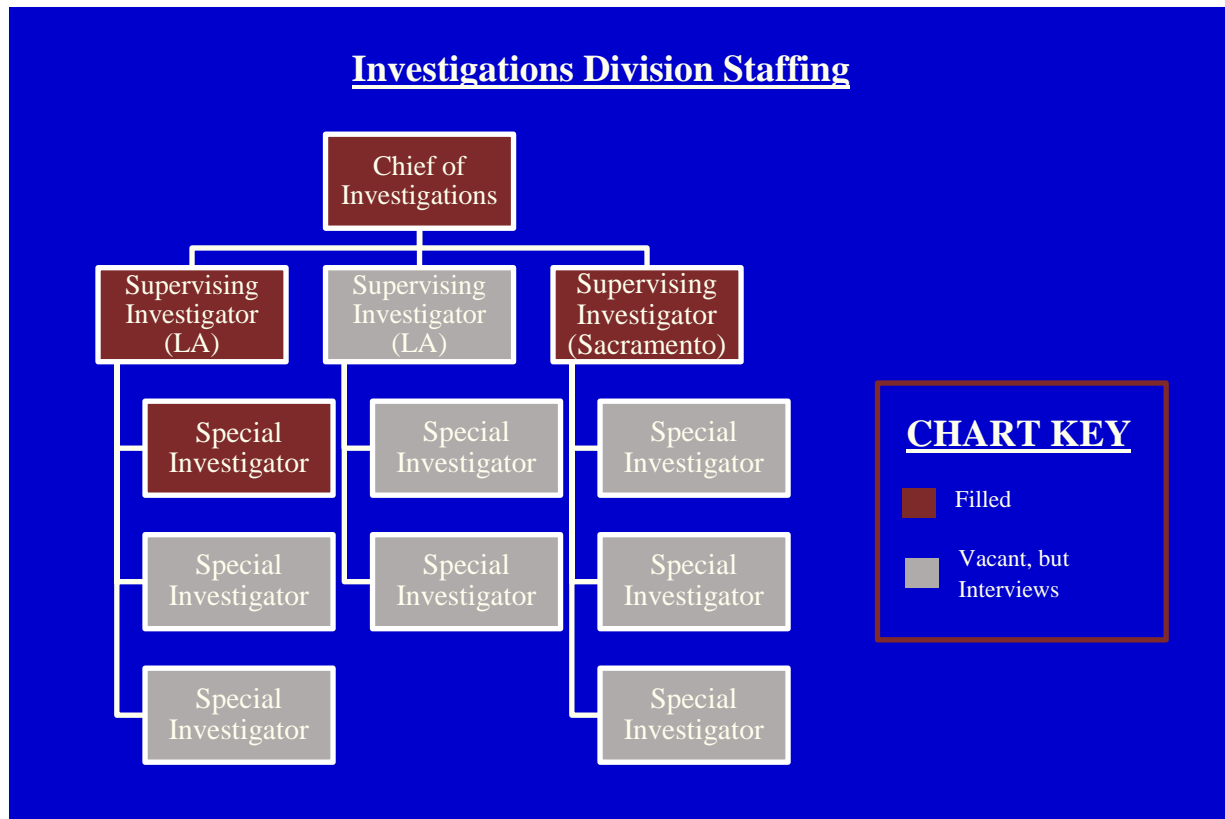 Investigations Division Staffing
Chief of
Investigations
Supervising
Investigator
(LA)
Supervising
Investigator
(LA)
Supervising
Investigator
(Sacramento)
Special
Investigator
Special
Investigator
Special
Investigator
Special
Investigator
Special
Investigator
Special
Investigator
Special
Investigator
Special
Investigator
CHART KEY
Filled
Vacant, but
Interviews